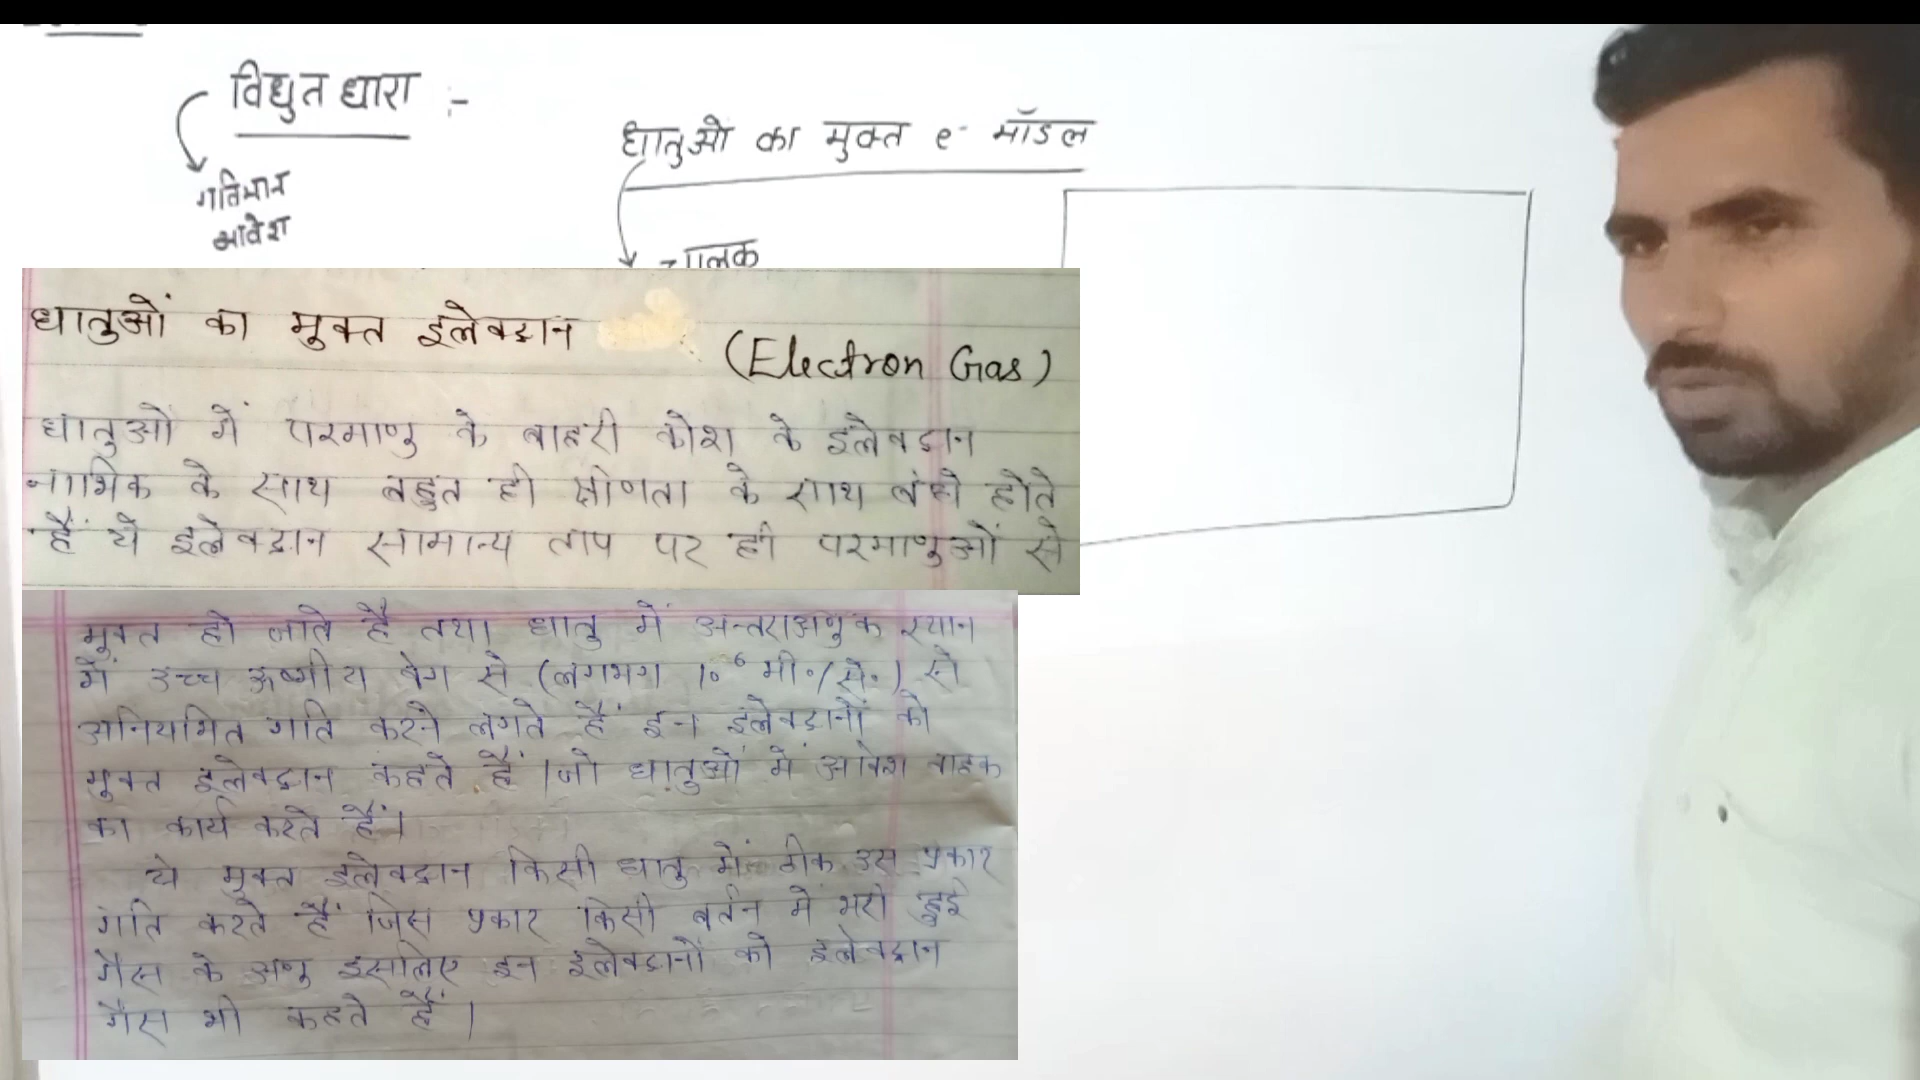 विद्युत धारा :-
गतिमान
आवेश
धातुओ का मुक्त e- मॉडल
चालक
धातुओं का मुक्त इलेक्ट्रान
(Electron Gas)
धातुओ में परमाणु के बाहरी कोश के इलेक्ट्रान
नाभिक के साथ बहुत ही क्षीणता के साथ बंधे होते
हैं ये इलेक्ट्रान सामान्य ताप पर ही परमाणुओं से
मुक्त हो जाते हैं तथा धातु में अन्तराअणुक स्थान
में उच्च ऊष्मीय वेग से (लगभग 10⁶ मी०/से०) से
अनियमित गति करने लगते हैं इन इलेक्ट्रानों को
मुक्त इलेक्ट्रान कहते हैं । जो धातुओं में आवेश वाहक
का कार्य करते हैं।
ये मुक्त इलेक्ट्रान किसी धातु में ठीक उस प्रकार
गति करते हैं जिस प्रकार किसी बर्तन में भरी हुई
गैस के अणु इसलिए इन इलेक्ट्रानों को इलेक्ट्रान
गैस भी कहते हैं ।